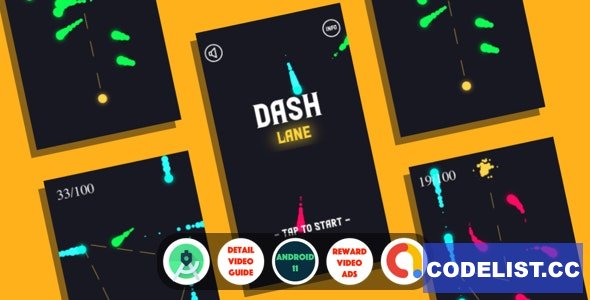 INFO
DASH
LANE
33/100
19/100
- TAP TO START -
DETAIL
VIDEO
GUIDE
ANDROID
11
REWARD
VIDEO
ADS
CODELIST.CC